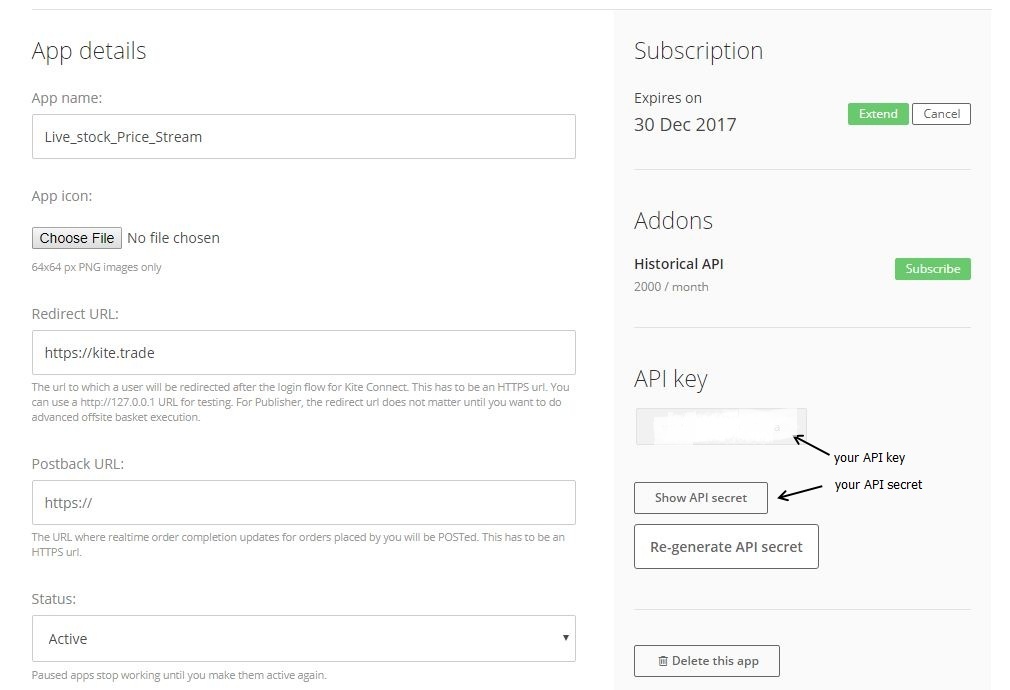 App details
App name:
Live_stock_Price_Stream
App icon:
Choose File No file chosen
64x64 px PNG images only
Redirect URL:
https://kite.trade
The url to which a user will be redirected after the login flow for Kite Connect. This has to be an HTTPS url. You
can use a http://127.0.0.1 URL for testing. For Publisher, the redirect url does not matter until you want to do
advanced offsite basket execution.
Postback URL:
https://
The URL where realtime order completion updates for orders placed by you will be POSTed. This has to be an
HTTPS url.
Status:
Active
Paused apps stop working until you make them active again.
Subscription
Expires on
30 Dec 2017
Extend Cancel
Addons
Historical API
2000 / month
Subscribe
API key
your API key
your API secret
Show API secret
Re-generate API secret
Delete this app